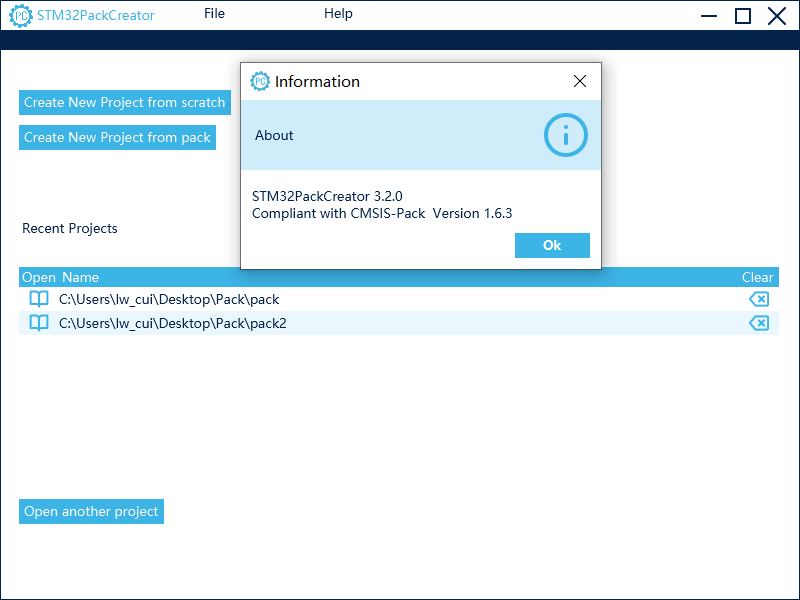 PC STM32PackCreator File Help
PC Information
About
STM32PackCreator 3.2.0
Compliant with CMSIS-Pack Version 1.6.3
Ok
Create New Project from scratch
Create New Project from pack
Recent Projects
Open Name Clear
C:\Users\lw_cui\Desktop\Pack\pack
C:\Users\lw_cui\Desktop\Pack\pack2
Open another project